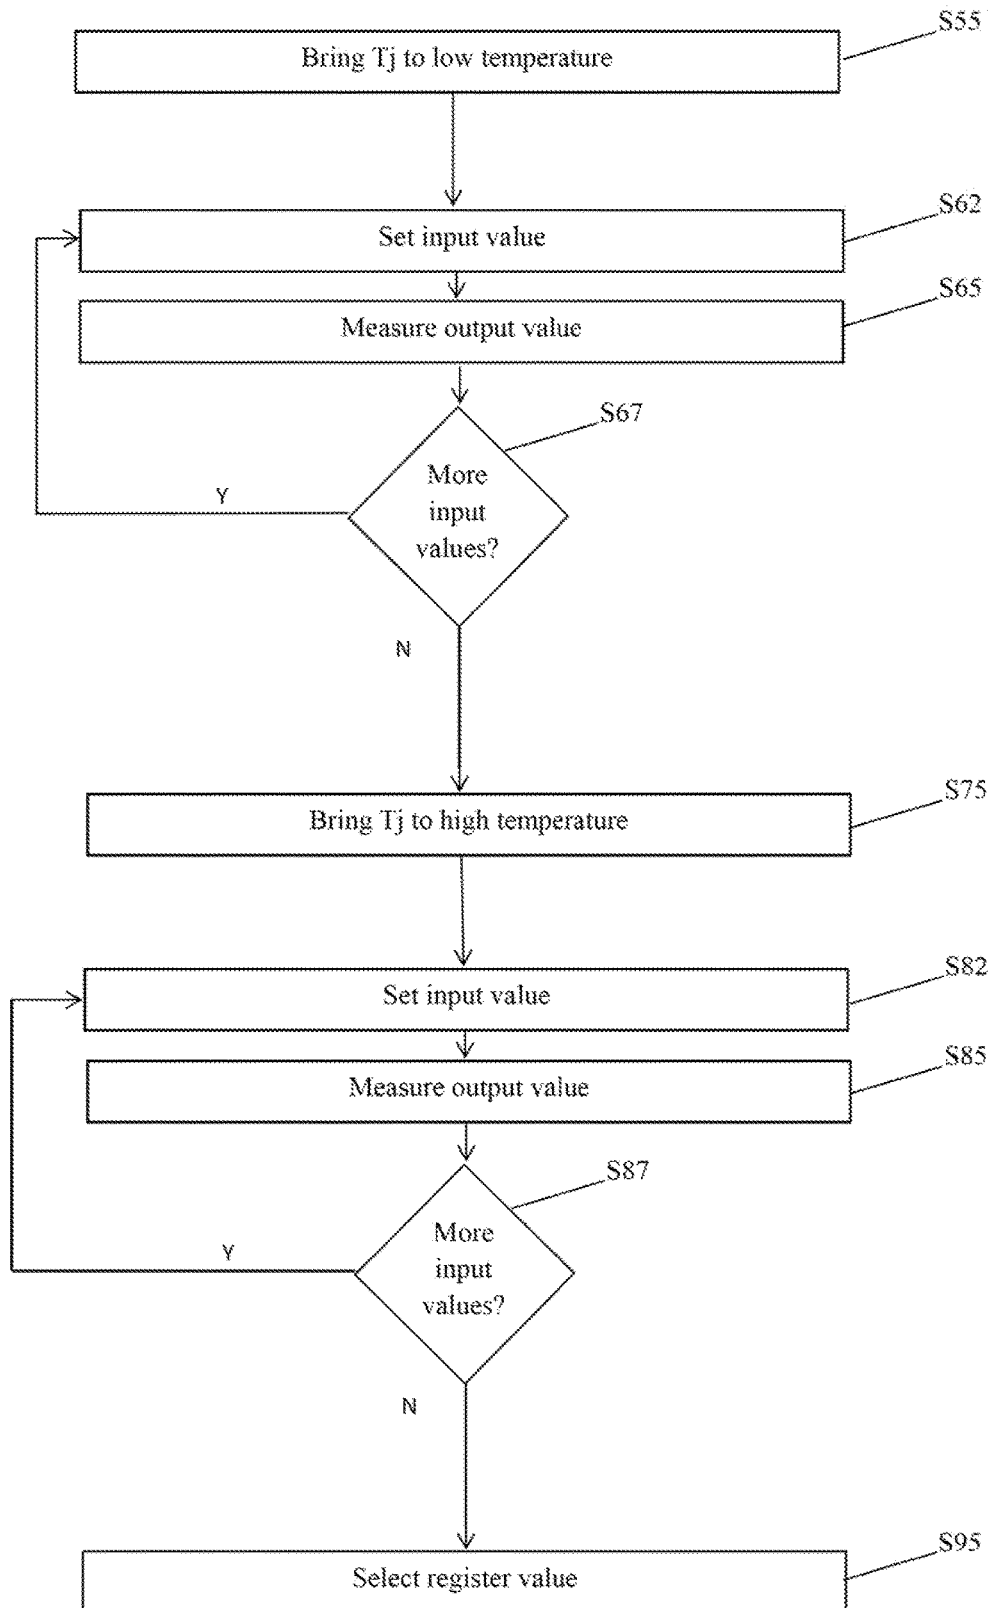 S55
Bring Tj to low temperature
S62
Set input value
S65
Measure output value
S67
More
input
values?
Y
N
S75
Bring Tj to high temperature
S82
Set input value
S85
Measure output value
S87
More
input
values?
Y
N
S95
Select register value